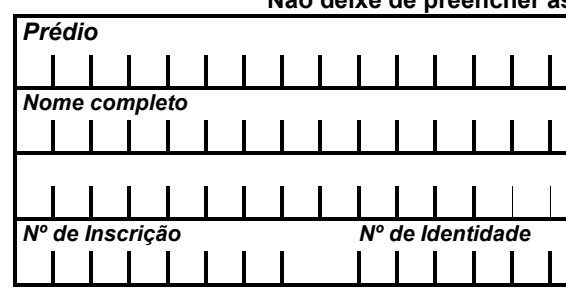 Não deixe de preencher as
Prédio
Nome completo
Nº de Inscrição Nº de Identidade